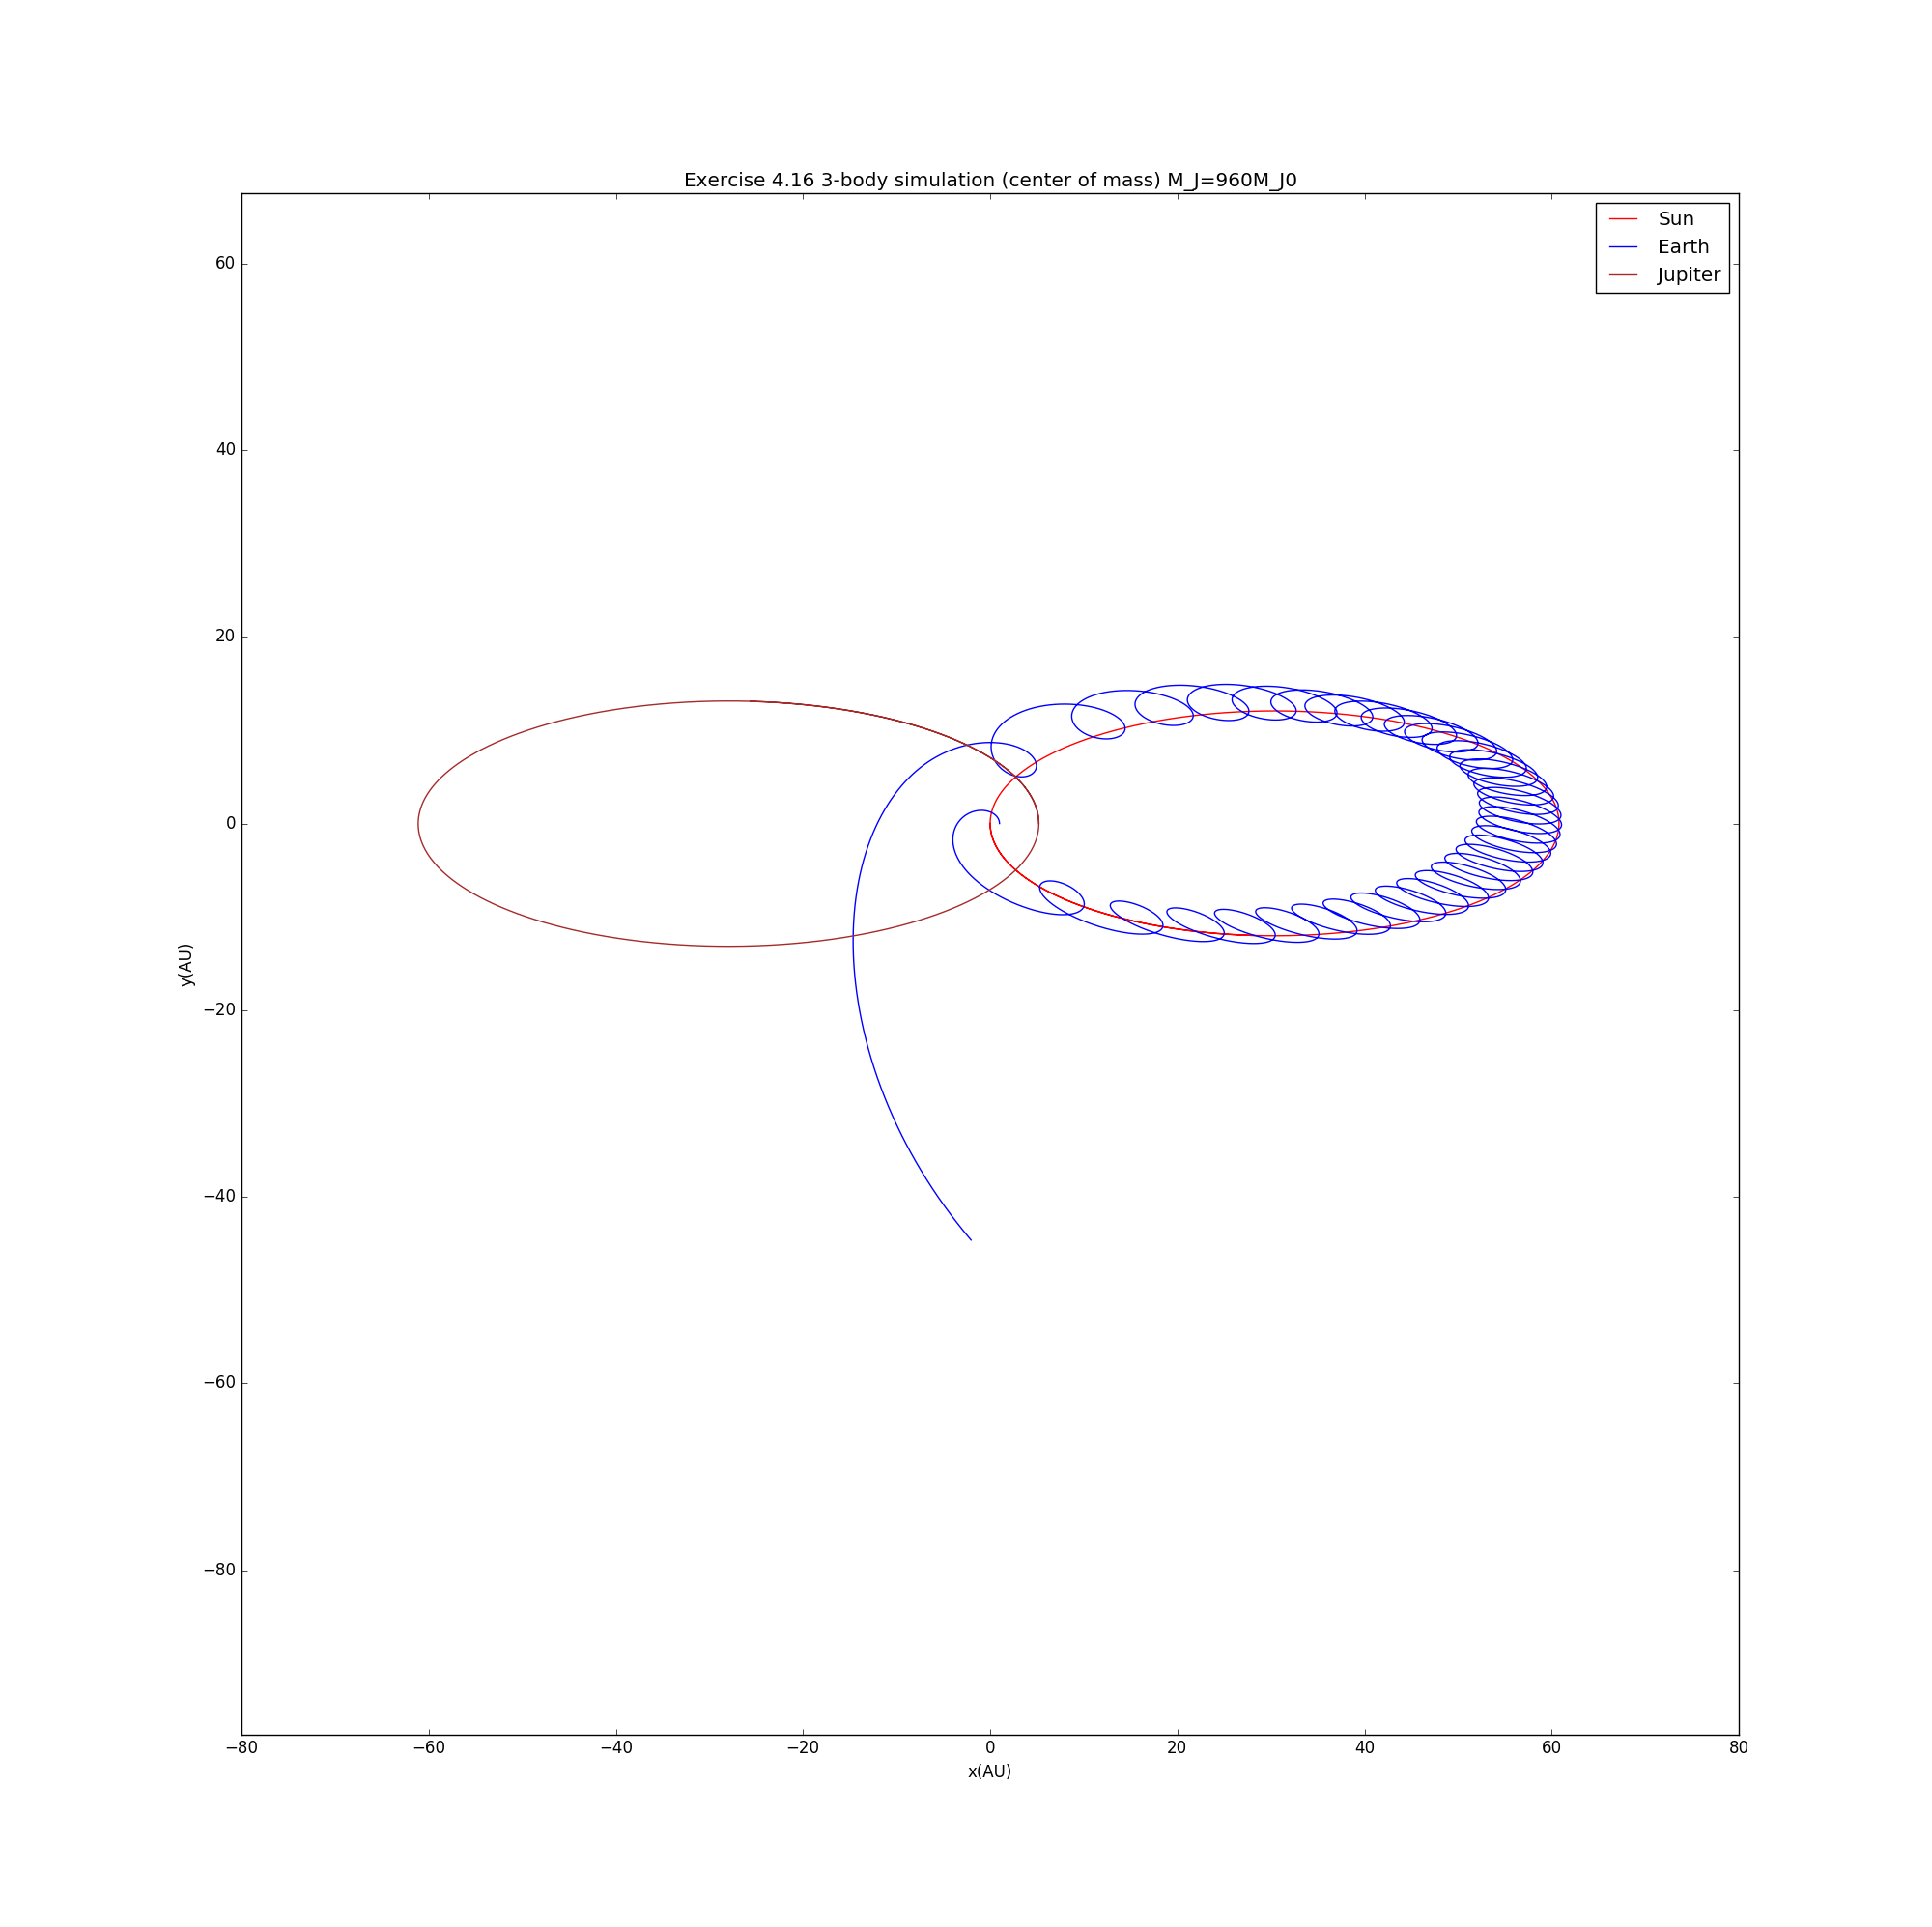 Exercise 4.16 3-body simulation (center of mass) M_J=960M_J0
Sun
Earth
Jupiter
60
40
20
0
−20
−40
−60
−80
y(AU)
−80 −60 −40 −20 0 20 40 60 80
x(AU)